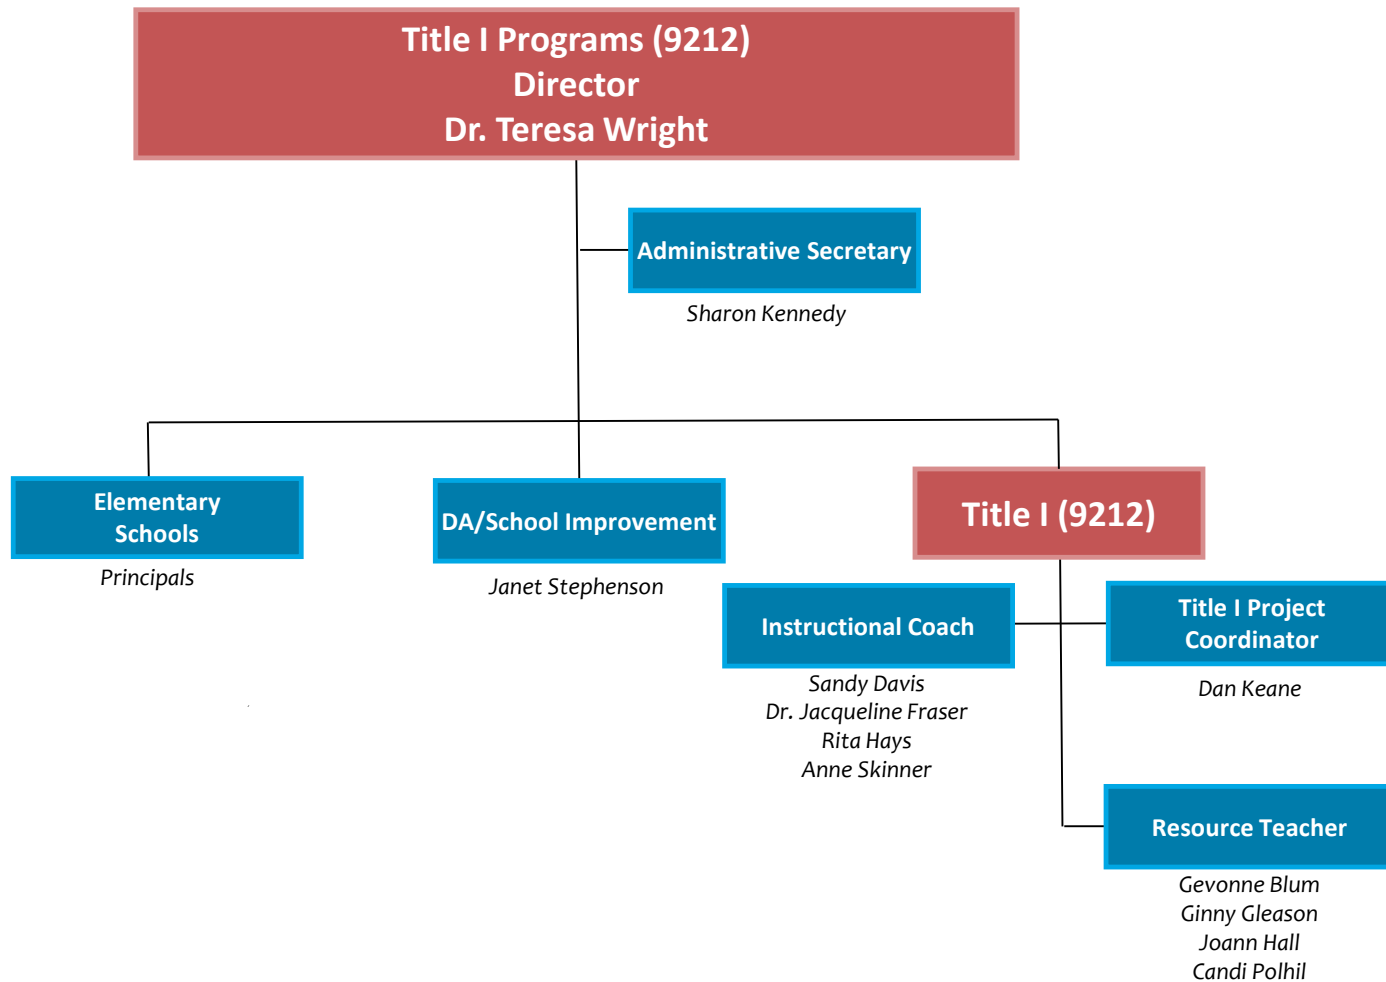 Title I Programs (9212)
Director
Dr. Teresa Wright
Administrative Secretary
Sharon Kennedy
Elementary
Schools
Principals
DA/School Improvement
Janet Stephenson
Title I (9212)
Instructional Coach
Sandy Davis
Dr. Jacqueline Fraser
Rita Hays
Anne Skinner
Title I Project
Coordinator
Dan Keane
Resource Teacher
Gevonne Blum
Ginny Gleason
Joann Hall
Candi Polhil